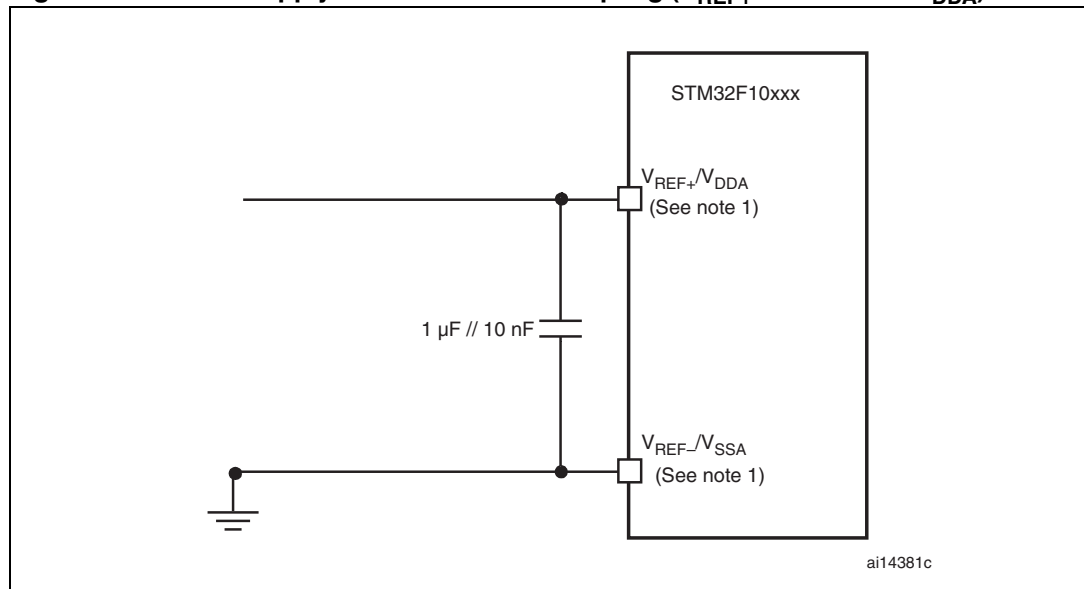 STM32F10xxx
VREF+/VDDA
(See note 1)
1 µF // 10 nF
VREF–/VSSA
(See note 1)
ai14381c